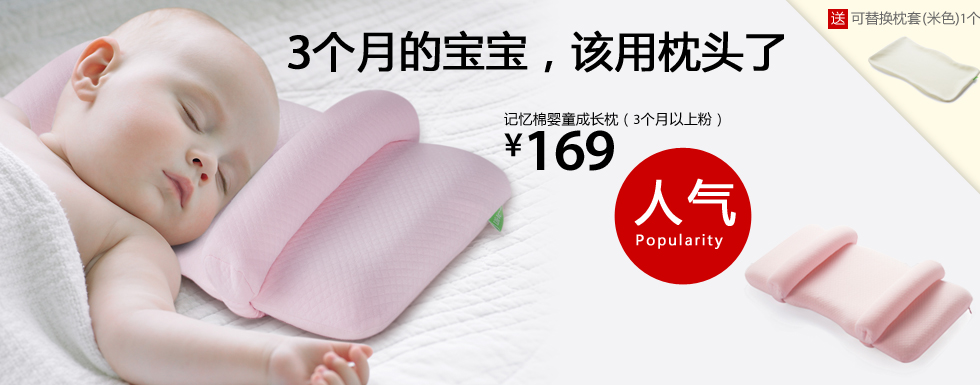 送 可替换枕套(米色)1个
3个月的宝宝，该用枕头了
记忆棉婴童成长枕（3个月以上粉）
¥169
人气
Popularity